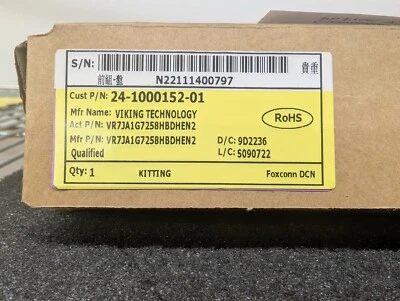 S/N: 貴重
前組-盤 N22111400797
Cust P/N: 24-1000152-01
Mfr Name: VIKING TECHNOLOGY
Act P/N: VR7JA1G7258HBDHEN2
RoHS
Mfr P/N: VR7JA1G7258HBDHEN2 D/C: 9D2236
Qualified L/C: S090722
Qty: 1 KITTING Foxconn DCN